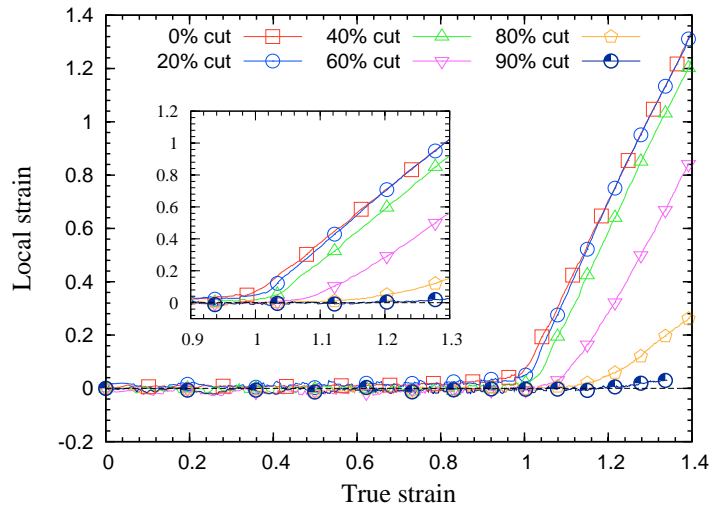 1.4
1.2
1
0.8
0.6
0.4
0.2
0
-0.2
Local strain
0% cut
20% cut
40% cut
60% cut
80% cut
90% cut
1.2
1
0.8
0.6
0.4
0.2
0
0.9 1 1.1 1.2 1.3
0 0.2 0.4 0.6 0.8 1 1.2 1.4
True strain